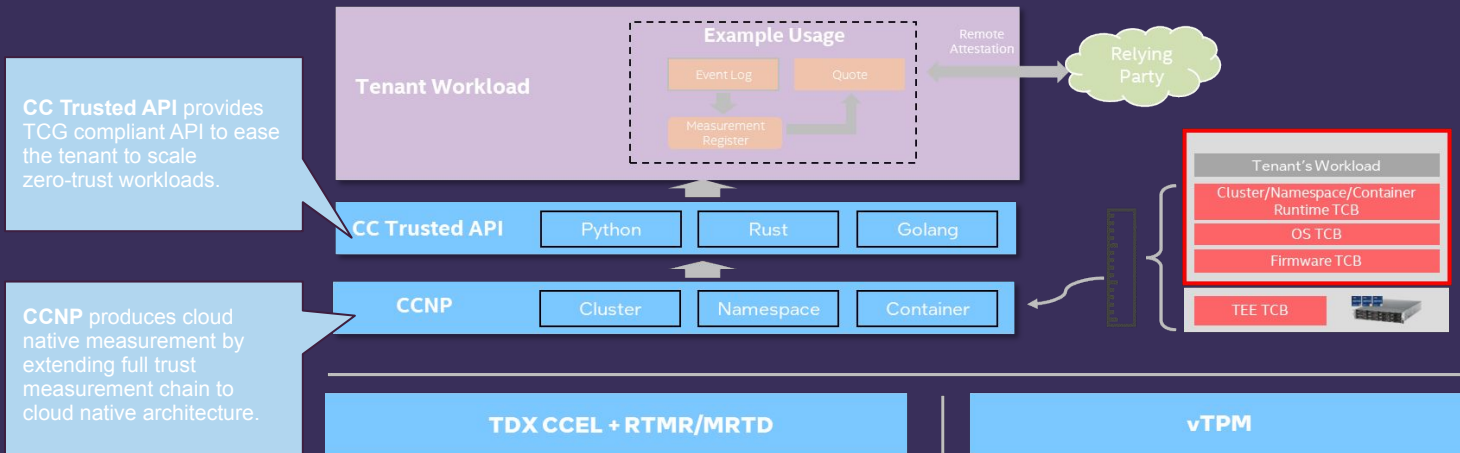 CC Trusted API provides
TCG compliant API to ease
the tenant to scale
zero-trust workloads.
CCNP produces cloud
native measurement by
extending full trust
measurement chain to
cloud native architecture.
Tenant Workload
Example Usage
Event Log
Quote
Measurement
Register
Remote
Attestation
Relying
Party
CC Trusted API
Python
Rust
Golang
CCNP
Cluster
Namespace
Container
Tenant's Workload
Cluster/Namespace/Container
Runtime TCB
OS TCB
Firmware TCB
TEE TCB
TDX CCEL + RTMR/MRTD
vTPM